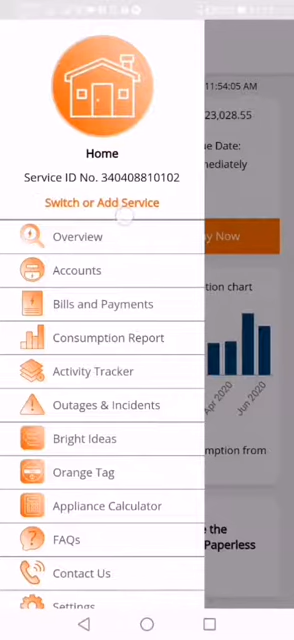 11:54:05 AM
23,028.55
ue Date:
mediately
Home
Service ID No. 340408810102
Switch or Add Service
y Now
Overview
Accounts
tion chart
Bills and Payments
Consumption Report
Activity Tracker
Apr 2020
Jun 2020
Outages & Incidents
Bright Ideas
mption from
Orange Tag
Appliance Calculator
e the
Paperless
FAQs
Contact Us
Settings